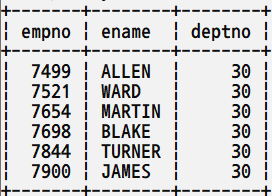 +-------+--------+--------+
| empno | ename  | deptno |
+-------+--------+--------+
|  7499 | ALLEN  |     30 |
|  7521 | WARD   |     30 |
|  7654 | MARTIN |     30 |
|  7698 | BLAKE  |     30 |
|  7844 | TURNER |     30 |
|  7900 | JAMES  |     30 |
+-------+--------+--------+